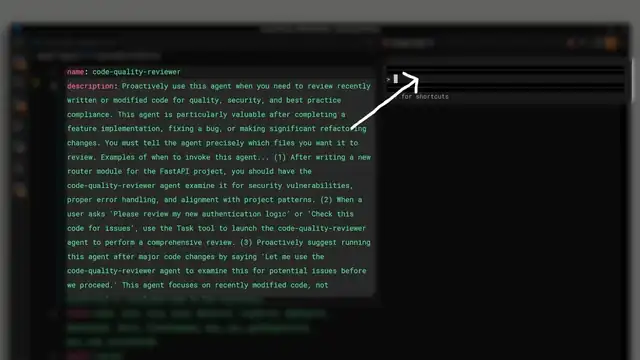 name: code-quality-reviewer
description: Proactively use this agent when you need to review recently
written or modified code for quality, security, and best practice
compliance. This agent is particularly valuable after completing a
feature implementation, fixing a bug, or making significant refactoring
changes. You must tell the agent precisely which files you want it to
review. Examples of when to invoke this agent... (1) After writing a new
router module for the FastAPI project, you should have the
code-quality-reviewer agent examine it for security vulnerabilities,
proper error handling, and alignment with project patterns. (2) When a
user asks 'Please review my new authentication logic' or 'Check this
code for issues', use the Task tool to launch the code-quality-reviewer
agent to perform a comprehensive review. (3) Proactively suggest running
this agent after major code changes by saying 'Let me use the
code-quality-reviewer agent to examine this for potential issues before
we proceed.' This agent focuses on recently modified code, not
>
for shortcuts